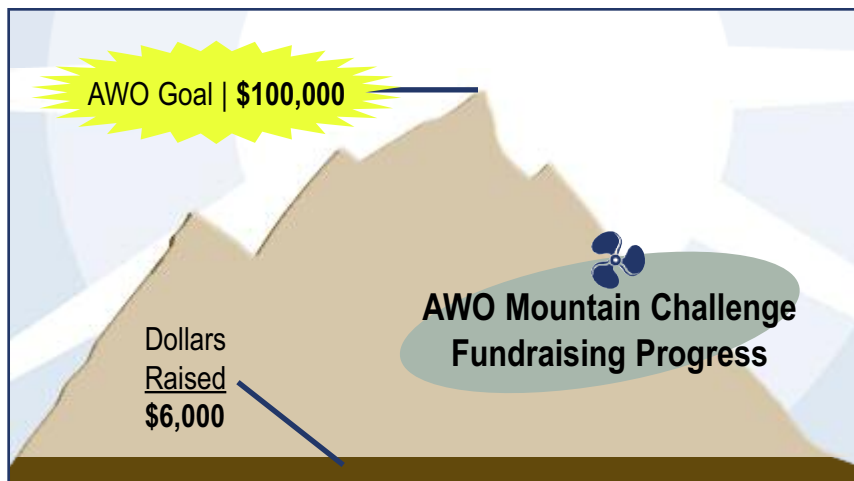 AWO Goal | $100,000
AWO Mountain Challenge
Fundraising Progress
Dollars
Raised
$6,000